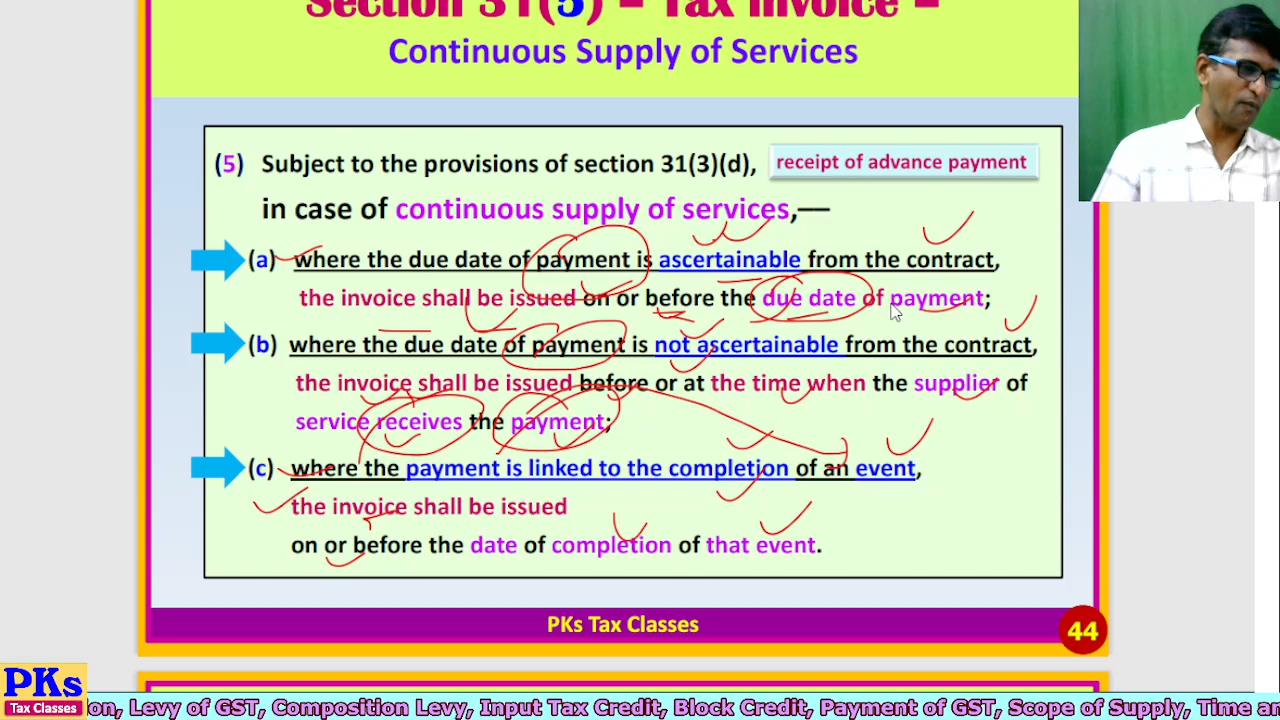 Section 31(5) – Tax Invoice –
Continuous Supply of Services
(5) Subject to the provisions of section 31(3)(d), receipt of advance payment
in case of continuous supply of services,––
(a) where the due date of payment is ascertainable from the contract,
the invoice shall be issued on or before the due date of payment;
(b) where the due date of payment is not ascertainable from the contract,
the invoice shall be issued before or at the time when the supplier of
service receives the payment;
(c) where the payment is linked to the completion of an event,
the invoice shall be issued
on or before the date of completion of that event.
PKs Tax Classes
44
PKs
Tax Classes
on, Levy of GST, Composition Levy, Input Tax Credit, Block Credit, Payment of GST, Scope of Supply, Time an